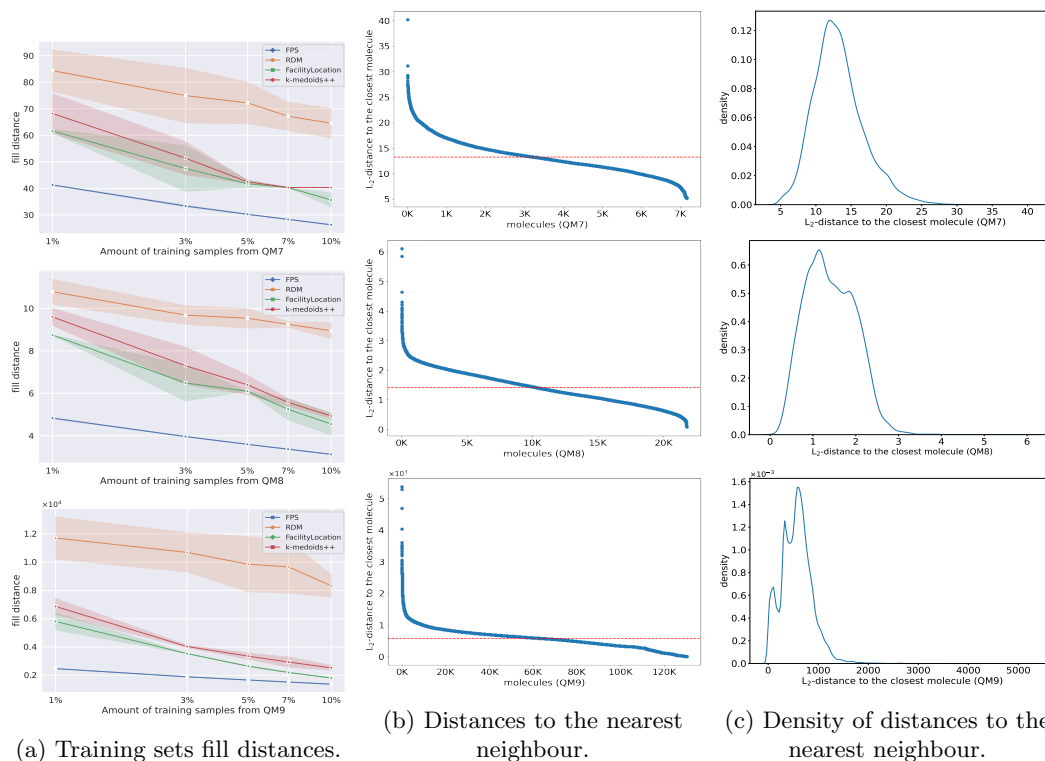 90
80
70
60
50
40
30
fill distance
FPS
RDM
FacilityLocation
k-medoids++
1%
3%
5%
7%
10%
Amount of training samples from QM7
10
8
6
4
fill distance
FPS
RDM
FacilityLocation
k-medoids++
1%
3%
5%
7%
10%
Amount of training samples from QM8
×10⁴
1.2
1.0
0.8
0.6
0.4
0.2
fill distance
FPS
RDM
FacilityLocation
k-medoids++
1%
3%
5%
7%
10%
Amount of training samples from QM9
(a) Training sets fill distances.
40
35
30
25
20
15
10
5
L₂-distance to the closest molecule
0K
1K
2K
3K
4K
5K
6K
7K
molecules (QM7)
6
5
4
3
2
1
0
L₂-distance to the closest molecule
0K
5K
10K
15K
20K
molecules (QM8)
×10³
5
4
3
2
1
0
L₂-distance to the closest molecule
0K
20K
40K
60K
80K
100K
120K
molecules (QM9)
(b) Distances to the nearest
neighbour.
0.12
0.10
0.08
0.06
0.04
0.02
0.00
density
5
10
15
20
25
30
35
40
L₂-distance to the closest molecule (QM7)
0.6
0.5
0.4
0.3
0.2
0.1
0.0
density
0
1
2
3
4
5
6
L₂-distance to the closest molecule (QM8)
×10⁻³
1.6
1.4
1.2
1.0
0.8
0.6
0.4
0.2
0.0
density
0
1000
2000
3000
4000
5000
L₂-distance to the closest molecule (QM9)
(c) Density of distances to the
nearest neighbour.